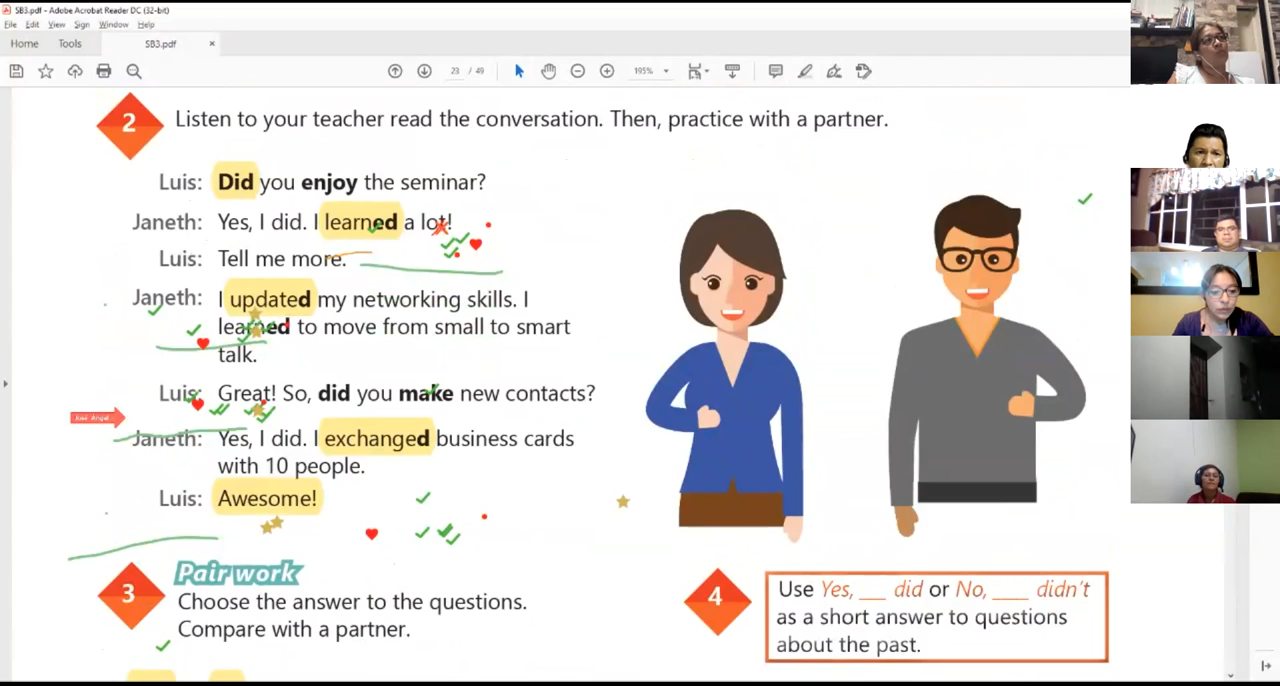 SB3.pdf - Adobe Acrobat Reader DC (32-bit)
File Edit View Sign Window Help
Home Tools SB3.pdf ×
23 / 49 195%
2 Listen to your teacher read the conversation. Then, practice with a partner.
Luis: Did you enjoy the seminar?
Janeth: Yes, I did. I learned a lot!
Luis: Tell me more.
Janeth: I updated my networking skills. I
learned to move from small to smart
talk.
Luis: Great! So, did you make new contacts?
Janeth: Yes, I did. I exchanged business cards
with 10 people.
Luis: Awesome!
3 Pair work
Choose the answer to the questions.
Compare with a partner.
4 Use Yes, __ did or No, ___ didn't
as a short answer to questions
about the past.